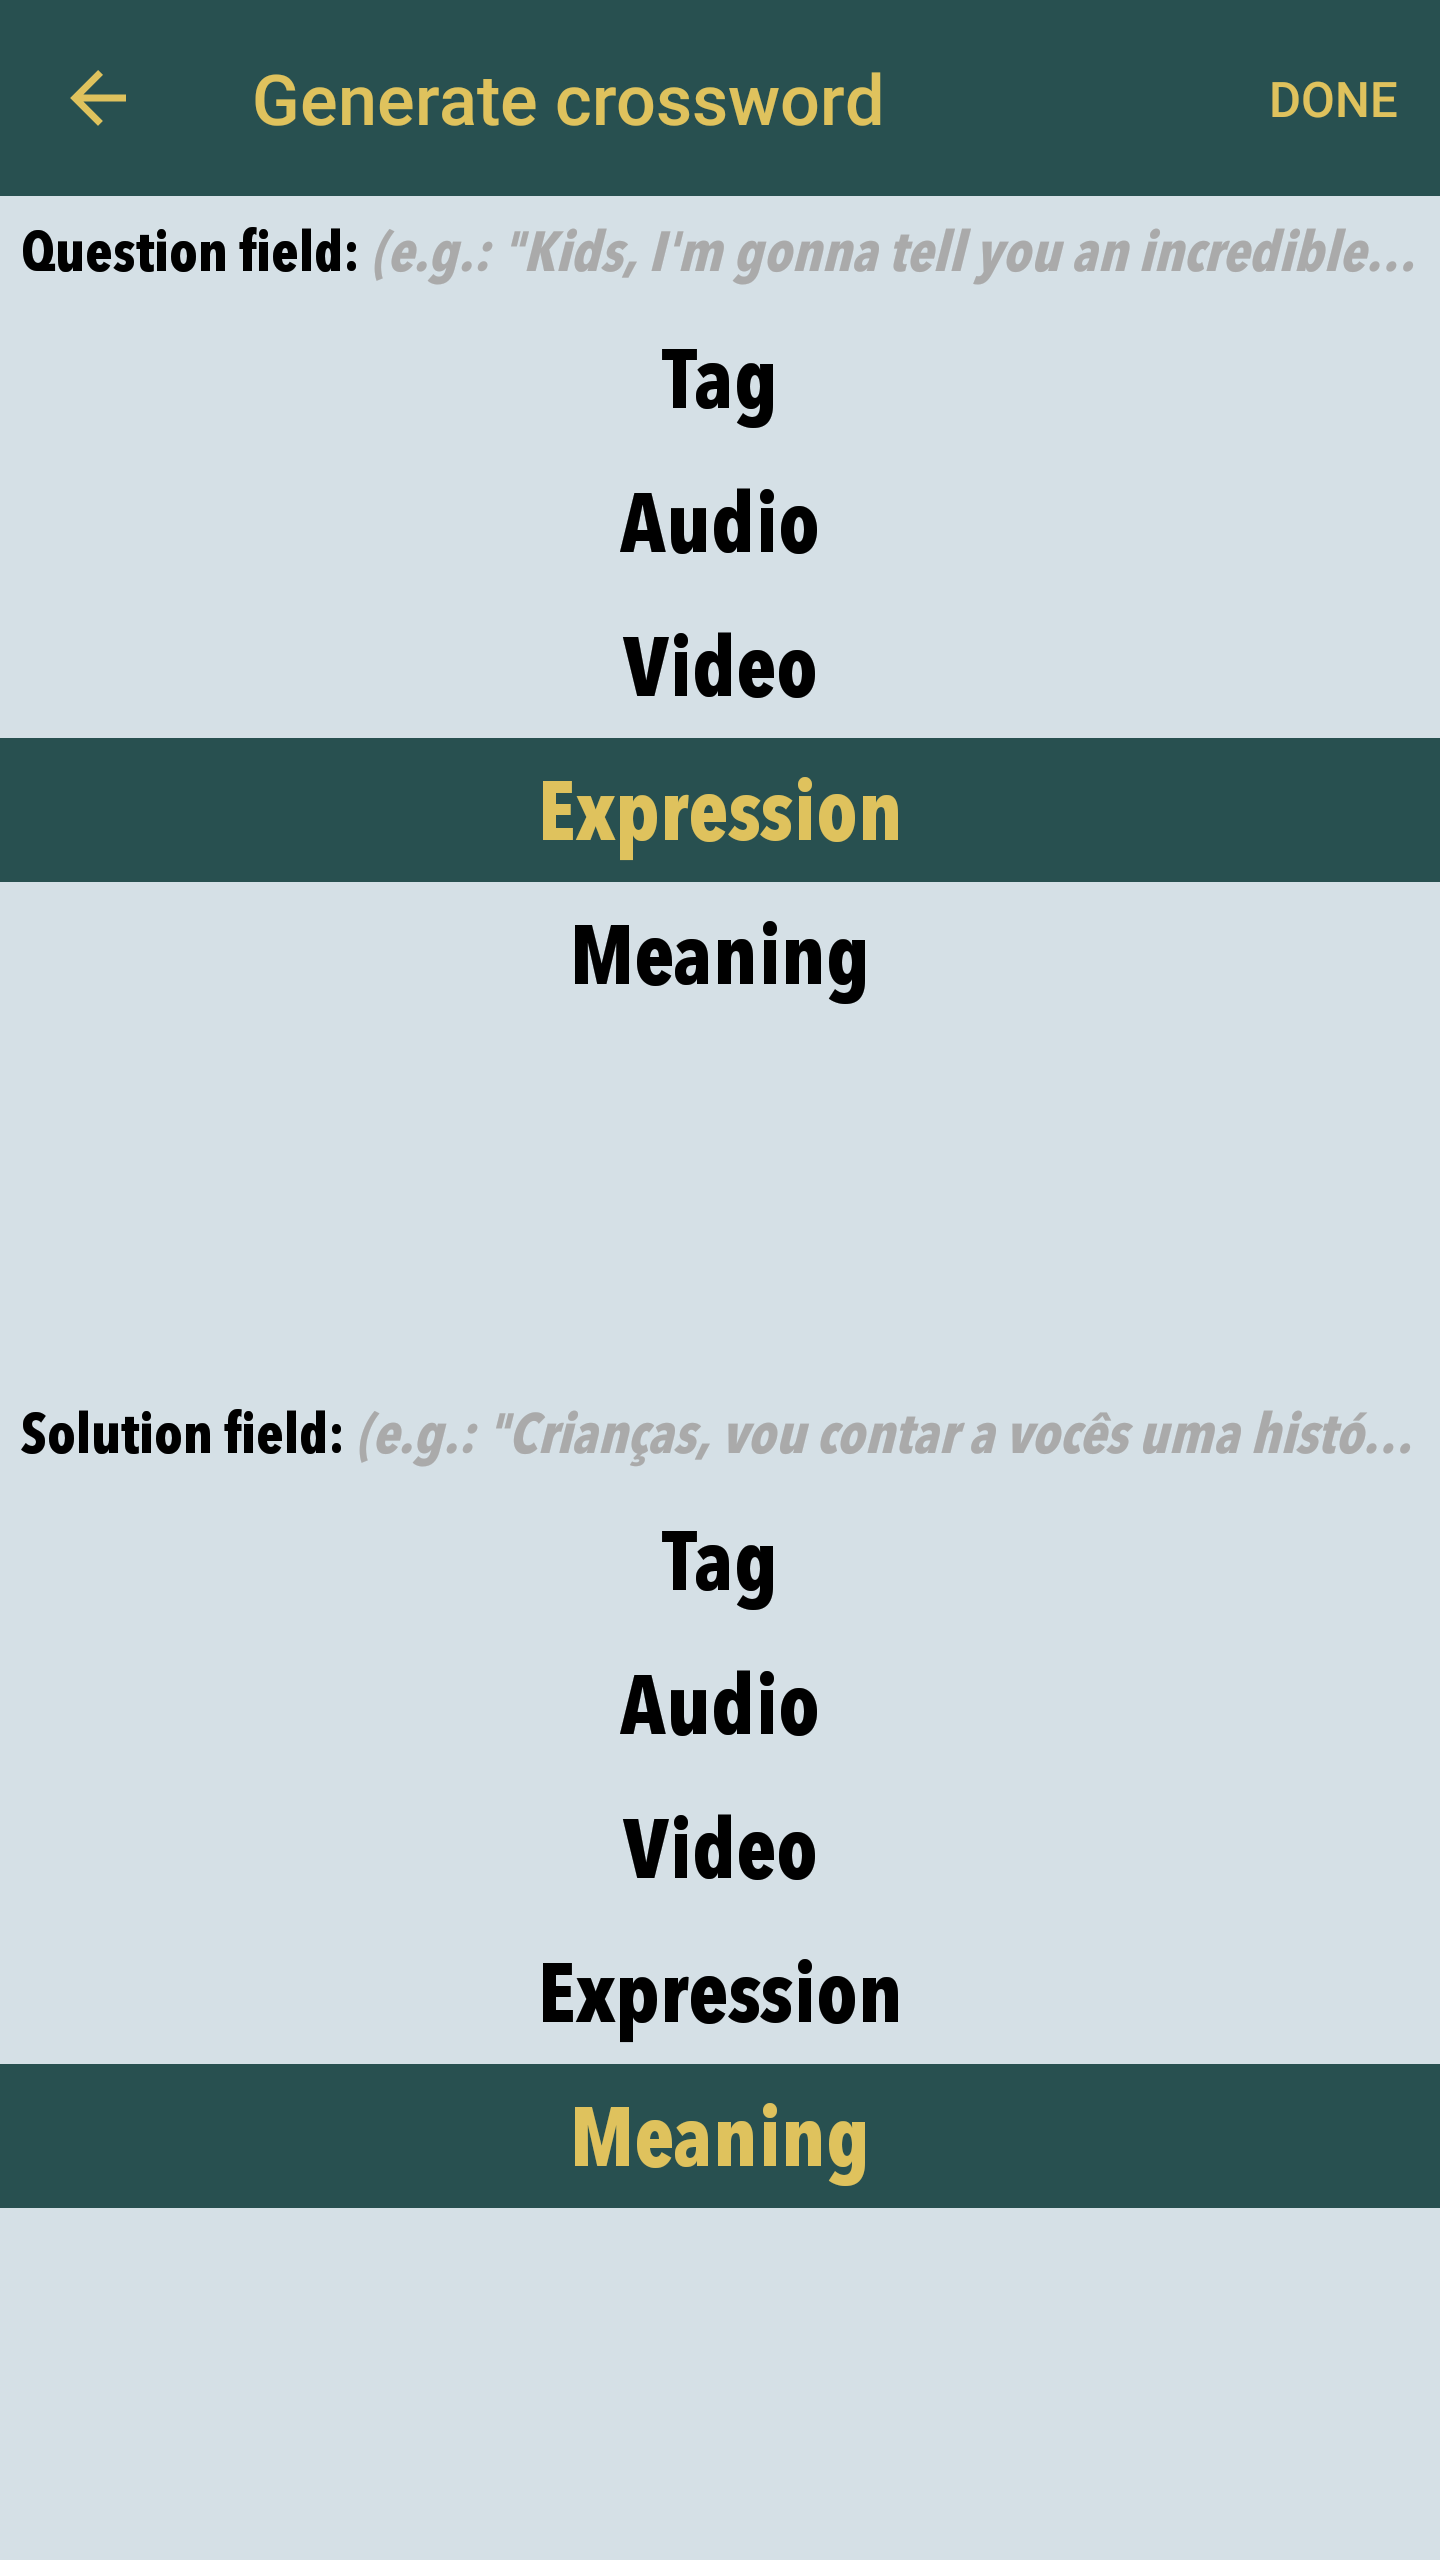 Generate crossword DONE
Question field: (e.g.: "Kids, I'm gonna tell you an incredible...
Tag
Audio
Video
Expression
Meaning
Solution field: (e.g.: "Crianças, vou contar a vocês uma histó...
Tag
Audio
Video
Expression
Meaning